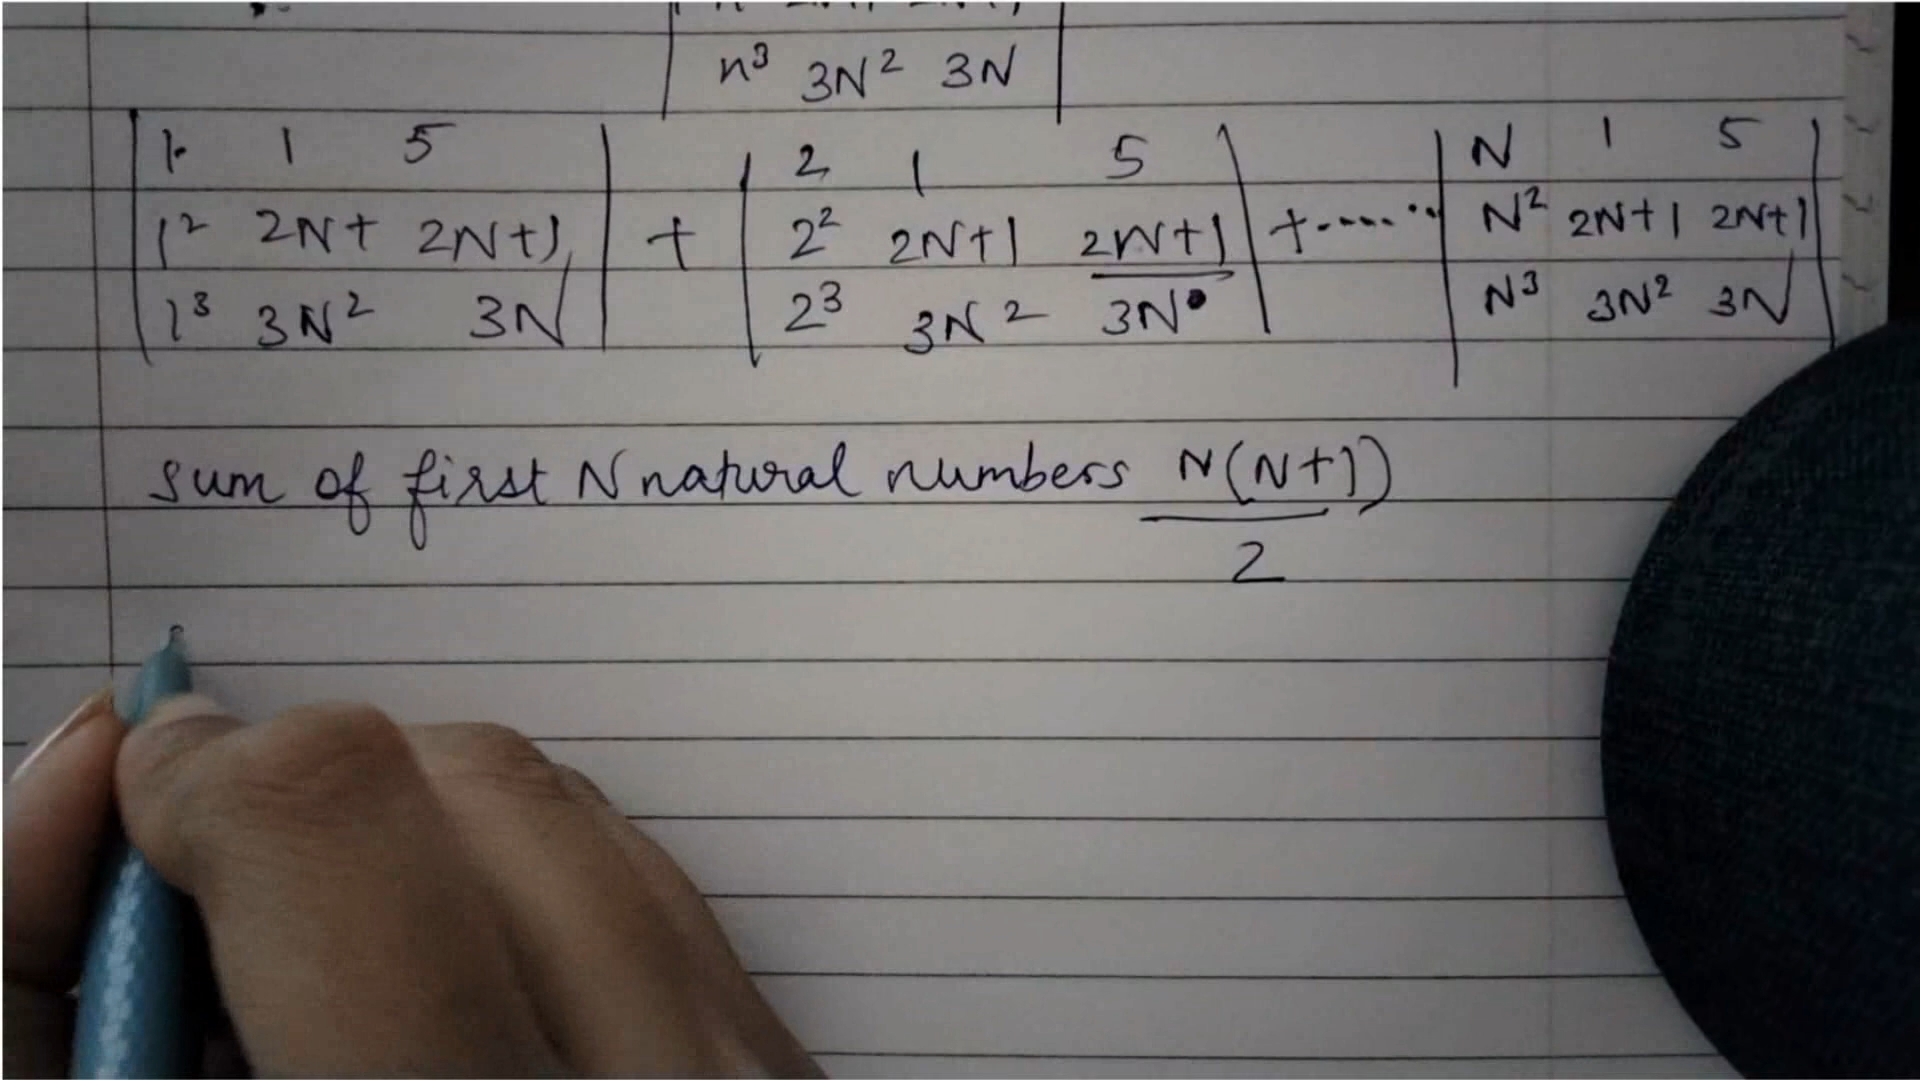 n³ 3N² 3N
| 1 1 5 | | 2 1 5 | | N 1 5 |
| 1² 2N+ 2N+1 | + | 2² 2N+1 2N+1 | +...... | N² 2N+1 2N+1 |
| 1³ 3N² 3N | | 2³ 3N² 3N | | N³ 3N² 3N |
sum of first N natural numbers N(N+1)
2